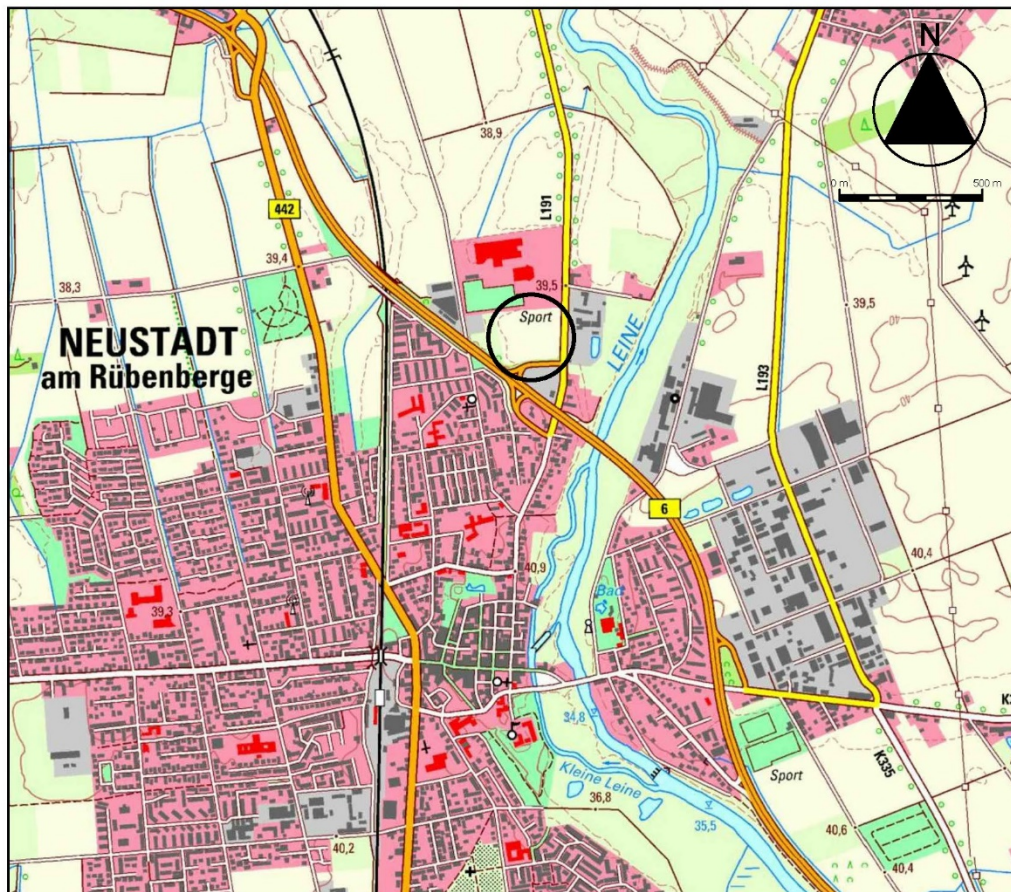 N
0 m
500 m
38,9
442
L191
39,4
39,5
38,3
Sport
LEINE
NEUSTADT
am Rübenberge
L193
39,5
40
40
6
40,4
40,9
39,3
Bad
34,8
K335
Sport
Kleine Leine
36,8
35,5
40,6
40,4
40,2